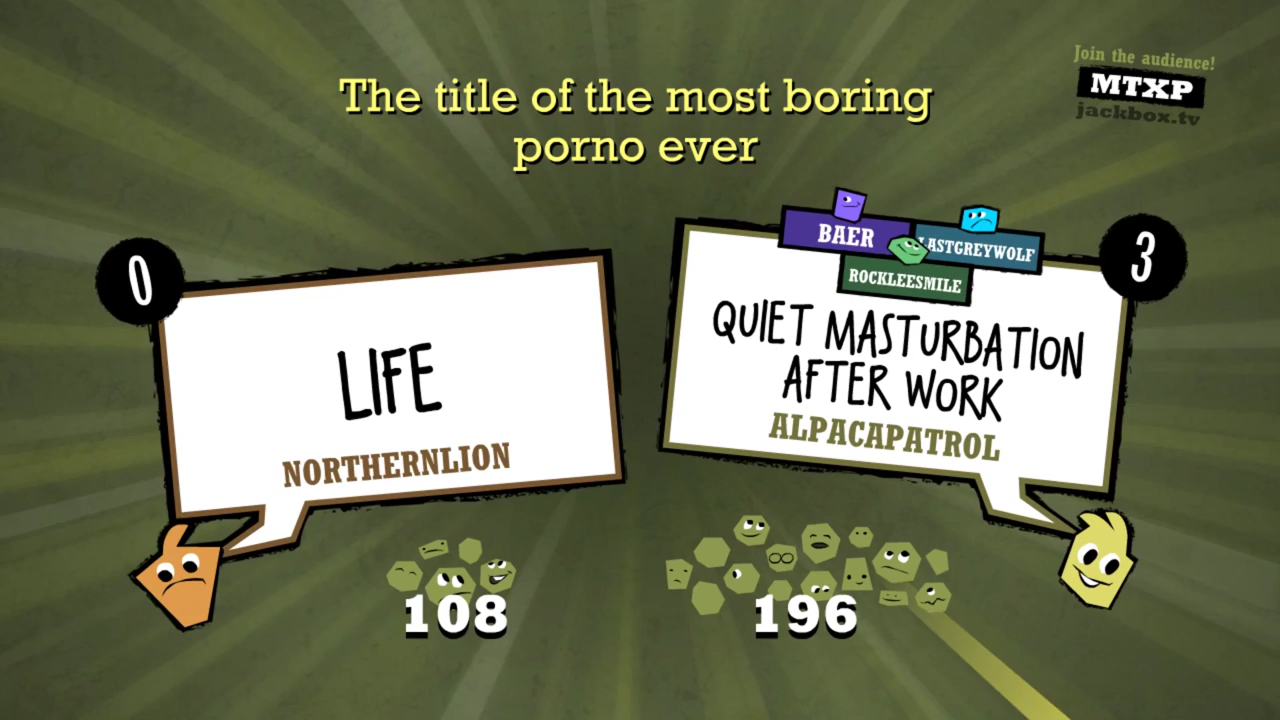 The title of the most boring
porno ever
Join the audience!
MTXP
jackbox.tv
0
LIFE
NORTHERNLION
108
BAER
LASTGREYWOLF
ROCKLEESMILE
3
QUIET MASTURBATION
AFTER WORK
ALPACAPATROL
196